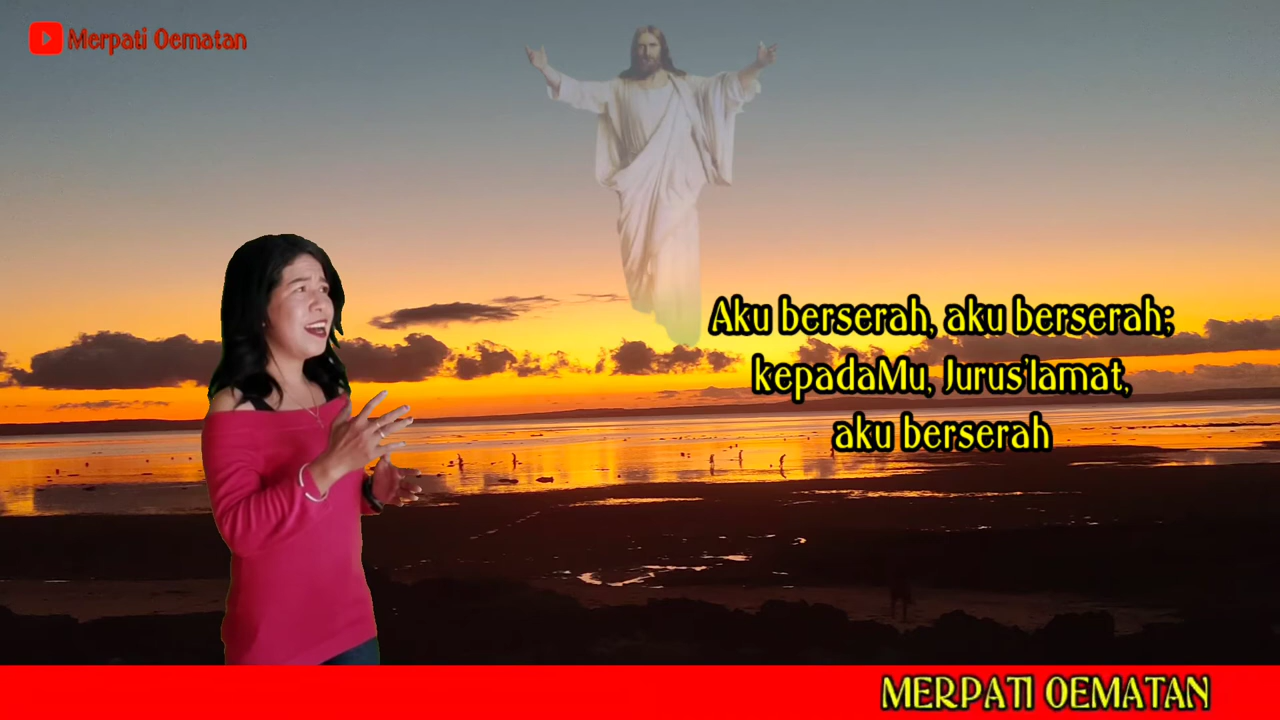 Merpati Oematan
Aku berserah, aku berserah;
kepadaMu, Jurus'lamat,
aku berserah
MERPATI OEMATAN